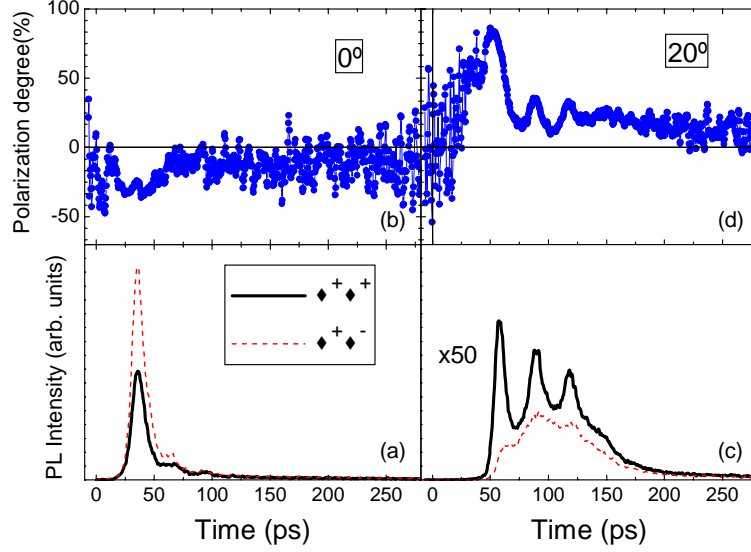 Polarization degree(%)
100
50
0
-50
0º
(b)
20º
(d)
PL Intensity (arb. units)
♦+♦+
♦+♦-
(a)
x50
(c)
0 50 100 150 200 250
0 50 100 150 200 250
Time (ps)
Time (ps)